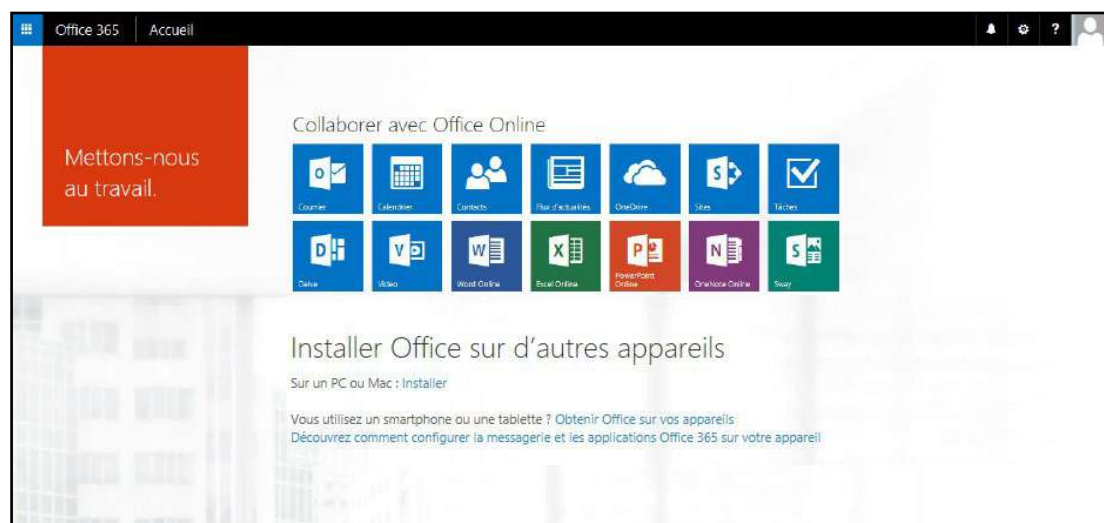 Office 365 Accueil ?
Mettons-nous
au travail.
Collaborer avec Office Online
Courrier Calendrier Contacts Flux d'actualités OneDrive Sites Tâches
Delve Vidéo Word Online Excel Online PowerPoint Online OneNote Online Sway
Installer Office sur d'autres appareils
Sur un PC ou Mac : Installer
Vous utilisez un smartphone ou une tablette ? Obtenir Office sur vos appareils
Découvrez comment configurer la messagerie et les applications Office 365 sur votre appareil